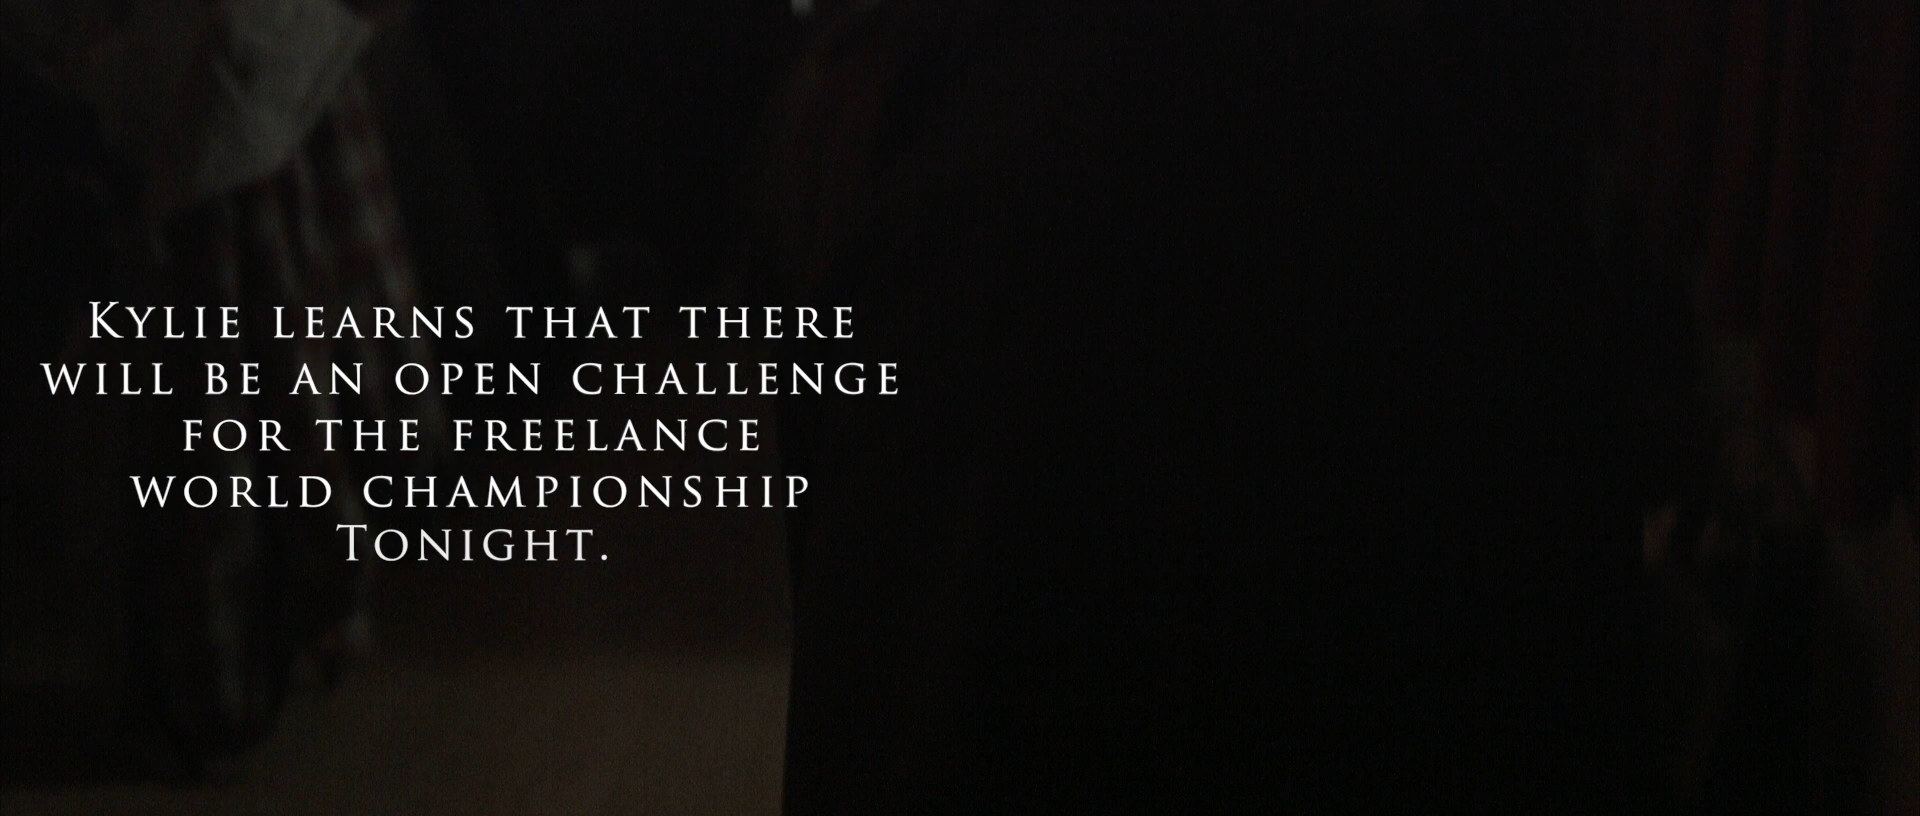 Kylie learns that there
will be an open challenge
for the freelance
world championship
Tonight.